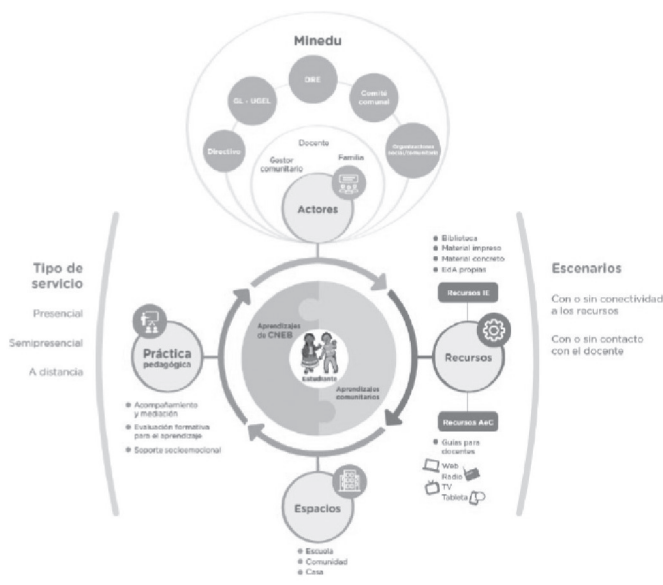 Minedu
DRE
GL - UGEL
Comité
comunal
Directivo
Organizaciones
social/comunitario
Docente
Gestor
comunitario
Familia
Actores
Tipo de
servicio
Presencial
Semipresencial
A distancia
Práctica
pedagógica
Acompañamiento
y mediación
Evaluación formativa
para el aprendizaje
Soporte socioemocional
Aprendizajes
de CNEB
Estudiante
Aprendizajes
comunitarios
Biblioteca
Material impreso
Material concreto
EdA propias
Recursos IE
Recursos
Recursos AeC
Guías para
docentes
Web
Radio
TV
Tableta
Escenarios
Con o sin conectividad
a los recursos
Con o sin contacto
con el docente
Espacios
Escuela
Comunidad
Casa